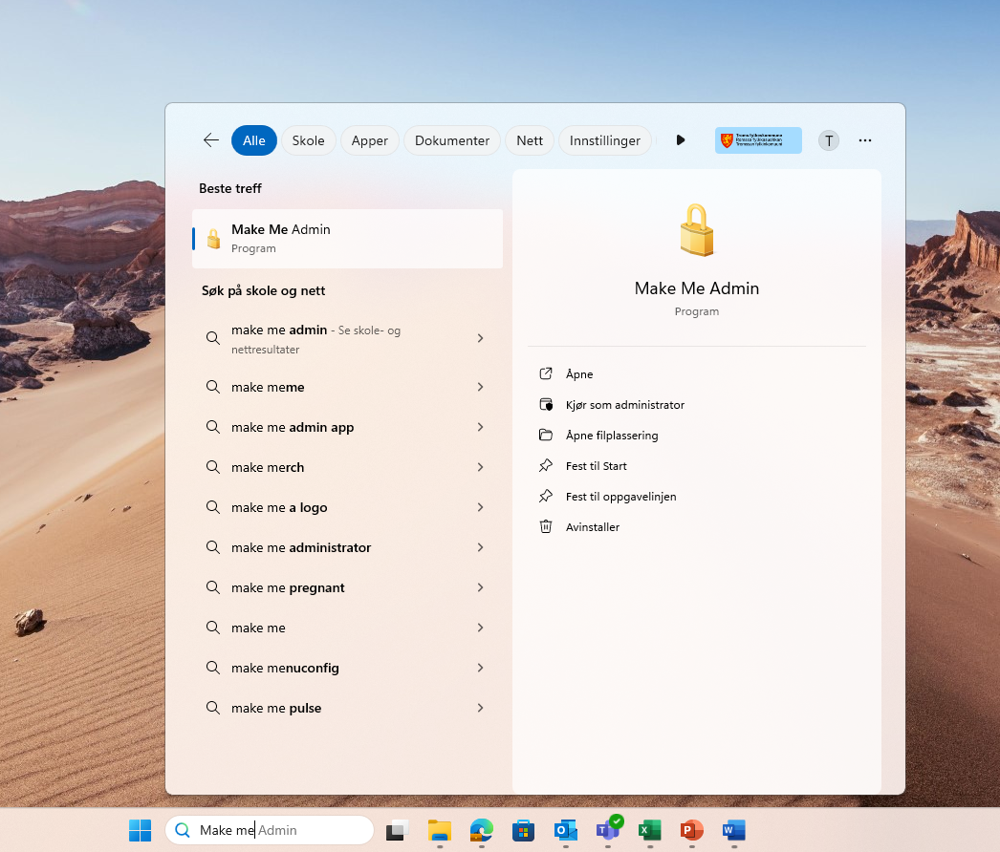 Alle Skole Apper Dokumenter Nett Innstillinger
Troms fylkeskommune
T
Beste treff
Make Me Admin
Program
Søk på skole og nett
make me admin - Se skole- og
nettresultater
make meme
make me admin app
make merch
make me a logo
make me administrator
make me pregnant
make me
make menuconfig
make me pulse
Make Me Admin
Program
Åpne
Kjør som administrator
Åpne filplassering
Fest til Start
Fest til oppgavelinjen
Avinstaller
Make me Admin